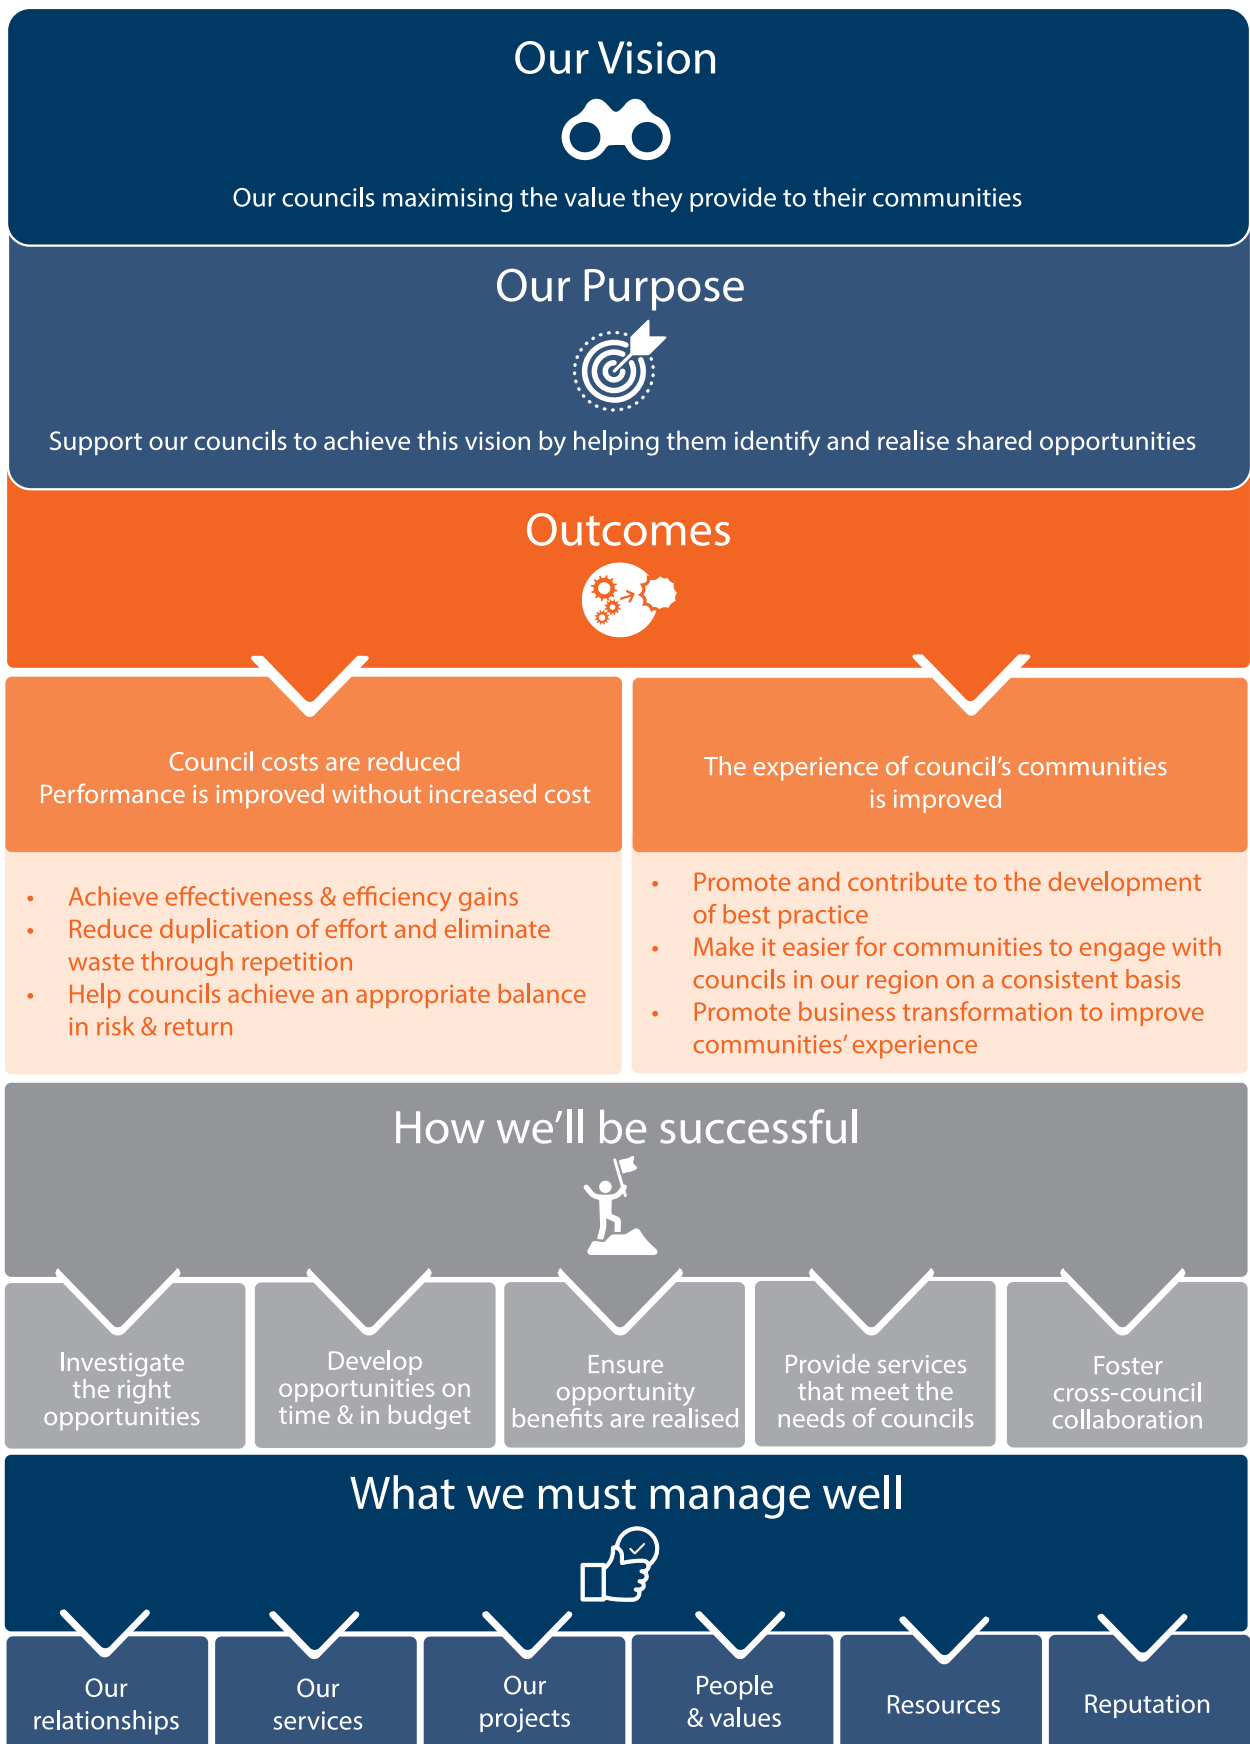 Our Vision
Our councils maximising the value they provide to their communities
Our Purpose
Support our councils to achieve this vision by helping them identify and realise shared opportunities
Outcomes
Council costs are reduced
Performance is improved without increased cost
• Achieve effectiveness & efficiency gains
• Reduce duplication of effort and eliminate
waste through repetition
• Help councils achieve an appropriate balance
in risk & return
The experience of council’s communities
is improved
• Promote and contribute to the development
of best practice
• Make it easier for communities to engage with
councils in our region on a consistent basis
• Promote business transformation to improve
communities’ experience
How we’ll be successful
Investigate
the right
opportunities
Develop
opportunities on
time & in budget
Ensure
opportunity
benefits are realised
Provide services
that meet the
needs of councils
Foster
cross-council
collaboration
What we must manage well
Our
relationships
Our
services
Our
projects
People
& values
Resources
Reputation